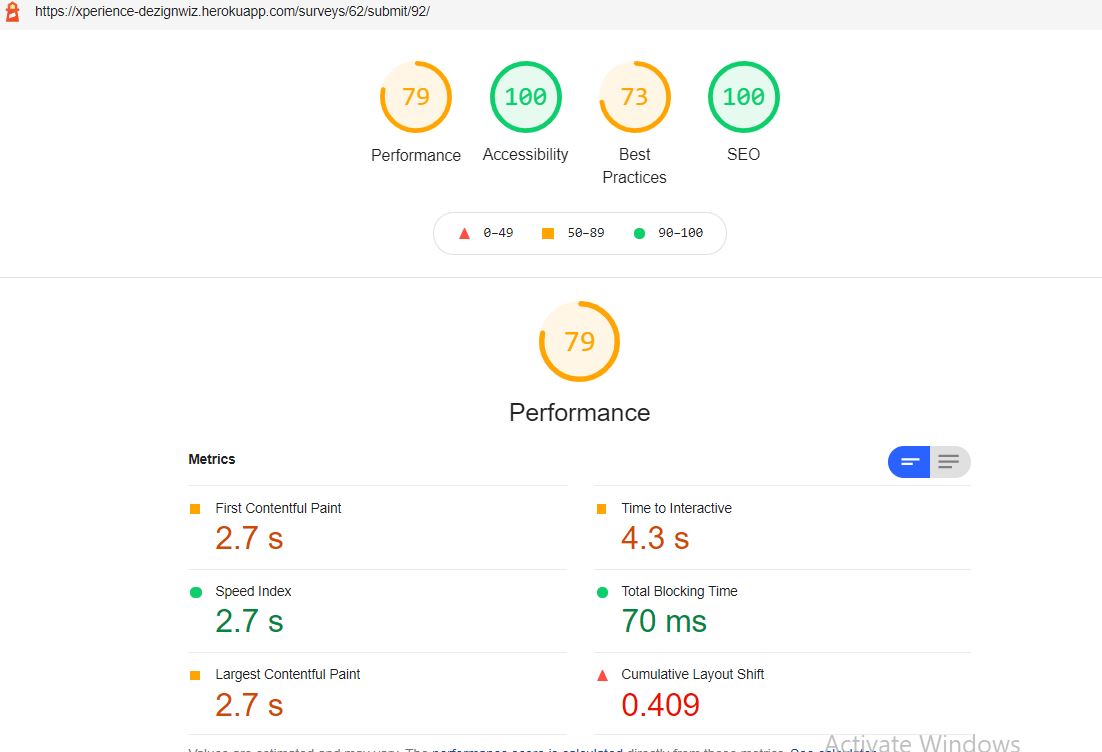 https://xperience-dezignwiz.herokuapp.com/surveys/62/submit/92/
79 100 73 100
Performance Accessibility Best Practices SEO
0–49 50–89 90–100
79
Performance
Metrics
First Contentful Paint
2.7 s
Time to Interactive
4.3 s
Speed Index
2.7 s
Total Blocking Time
70 ms
Largest Contentful Paint
2.7 s
Cumulative Layout Shift
0.409
Values are estimated and may vary. The performance score is calculated directly from these metrics. See calculator
Activate Windows